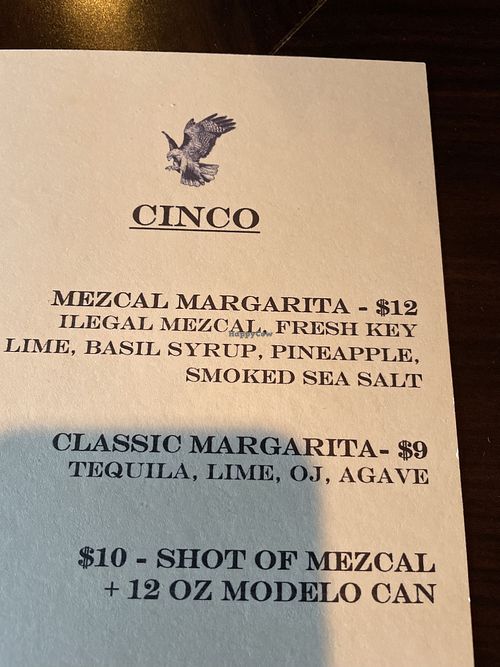 CINCO
MEZCAL MARGARITA - $12
ILEGAL MEZCAL, FRESH KEY
HappyCow
LIME, BASIL SYRUP, PINEAPPLE,
SMOKED SEA SALT
CLASSIC MARGARITA- $9
TEQUILA, LIME, OJ, AGAVE
$10 - SHOT OF MEZCAL
+ 12 OZ MODELO CAN